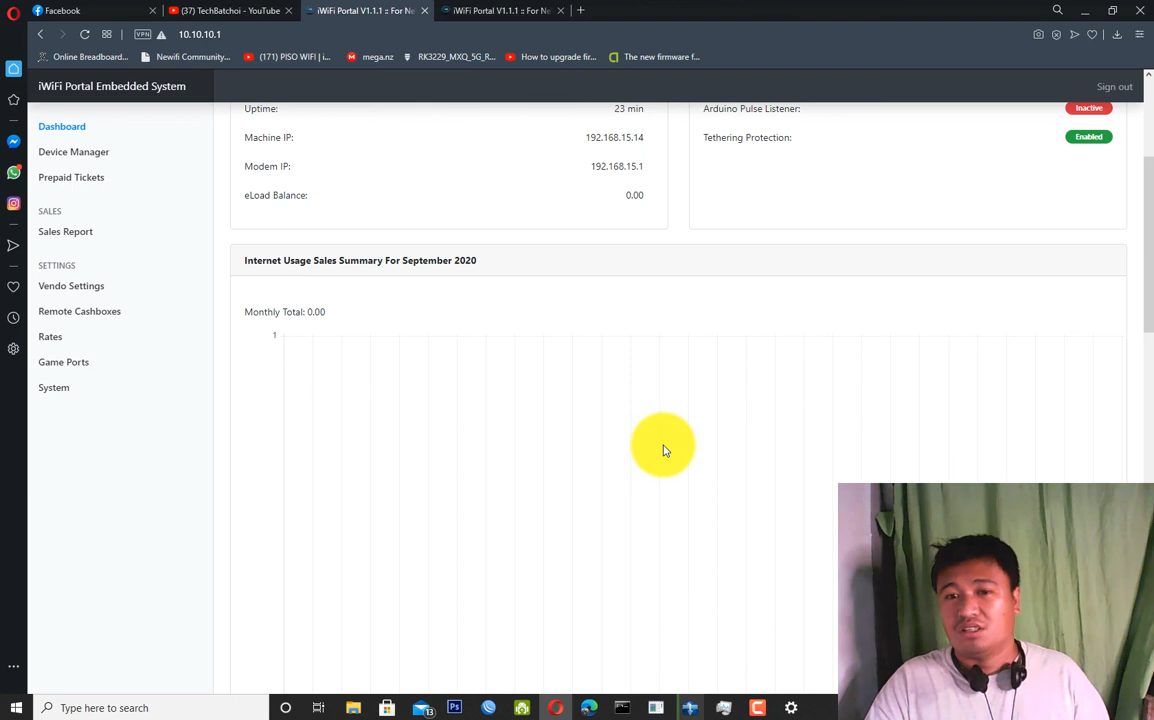 Facebook
(37) TechBatchoi - YouTube
iWiFi Portal V1.1.1 :: For Ne
iWiFi Portal V1.1.1 :: For Ne
VPN
10.10.10.1
Online Breadboard...
Newifi Community...
(171) PISO WIFI | i...
mega.nz
RK3229_MXQ_5G_R...
How to upgrade fir...
The new firmware f...
iWiFi Portal Embedded System
Sign out
Dashboard
Device Manager
Prepaid Tickets
SALES
Sales Report
SETTINGS
Vendo Settings
Remote Cashboxes
Rates
Game Ports
System
Uptime: 23 min
Machine IP: 192.168.15.14
Modem IP: 192.168.15.1
eLoad Balance: 0.00
Arduino Pulse Listener: Inactive
Tethering Protection: Enabled
Internet Usage Sales Summary For September 2020
Monthly Total: 0.00
1
Type here to search
13
Ps